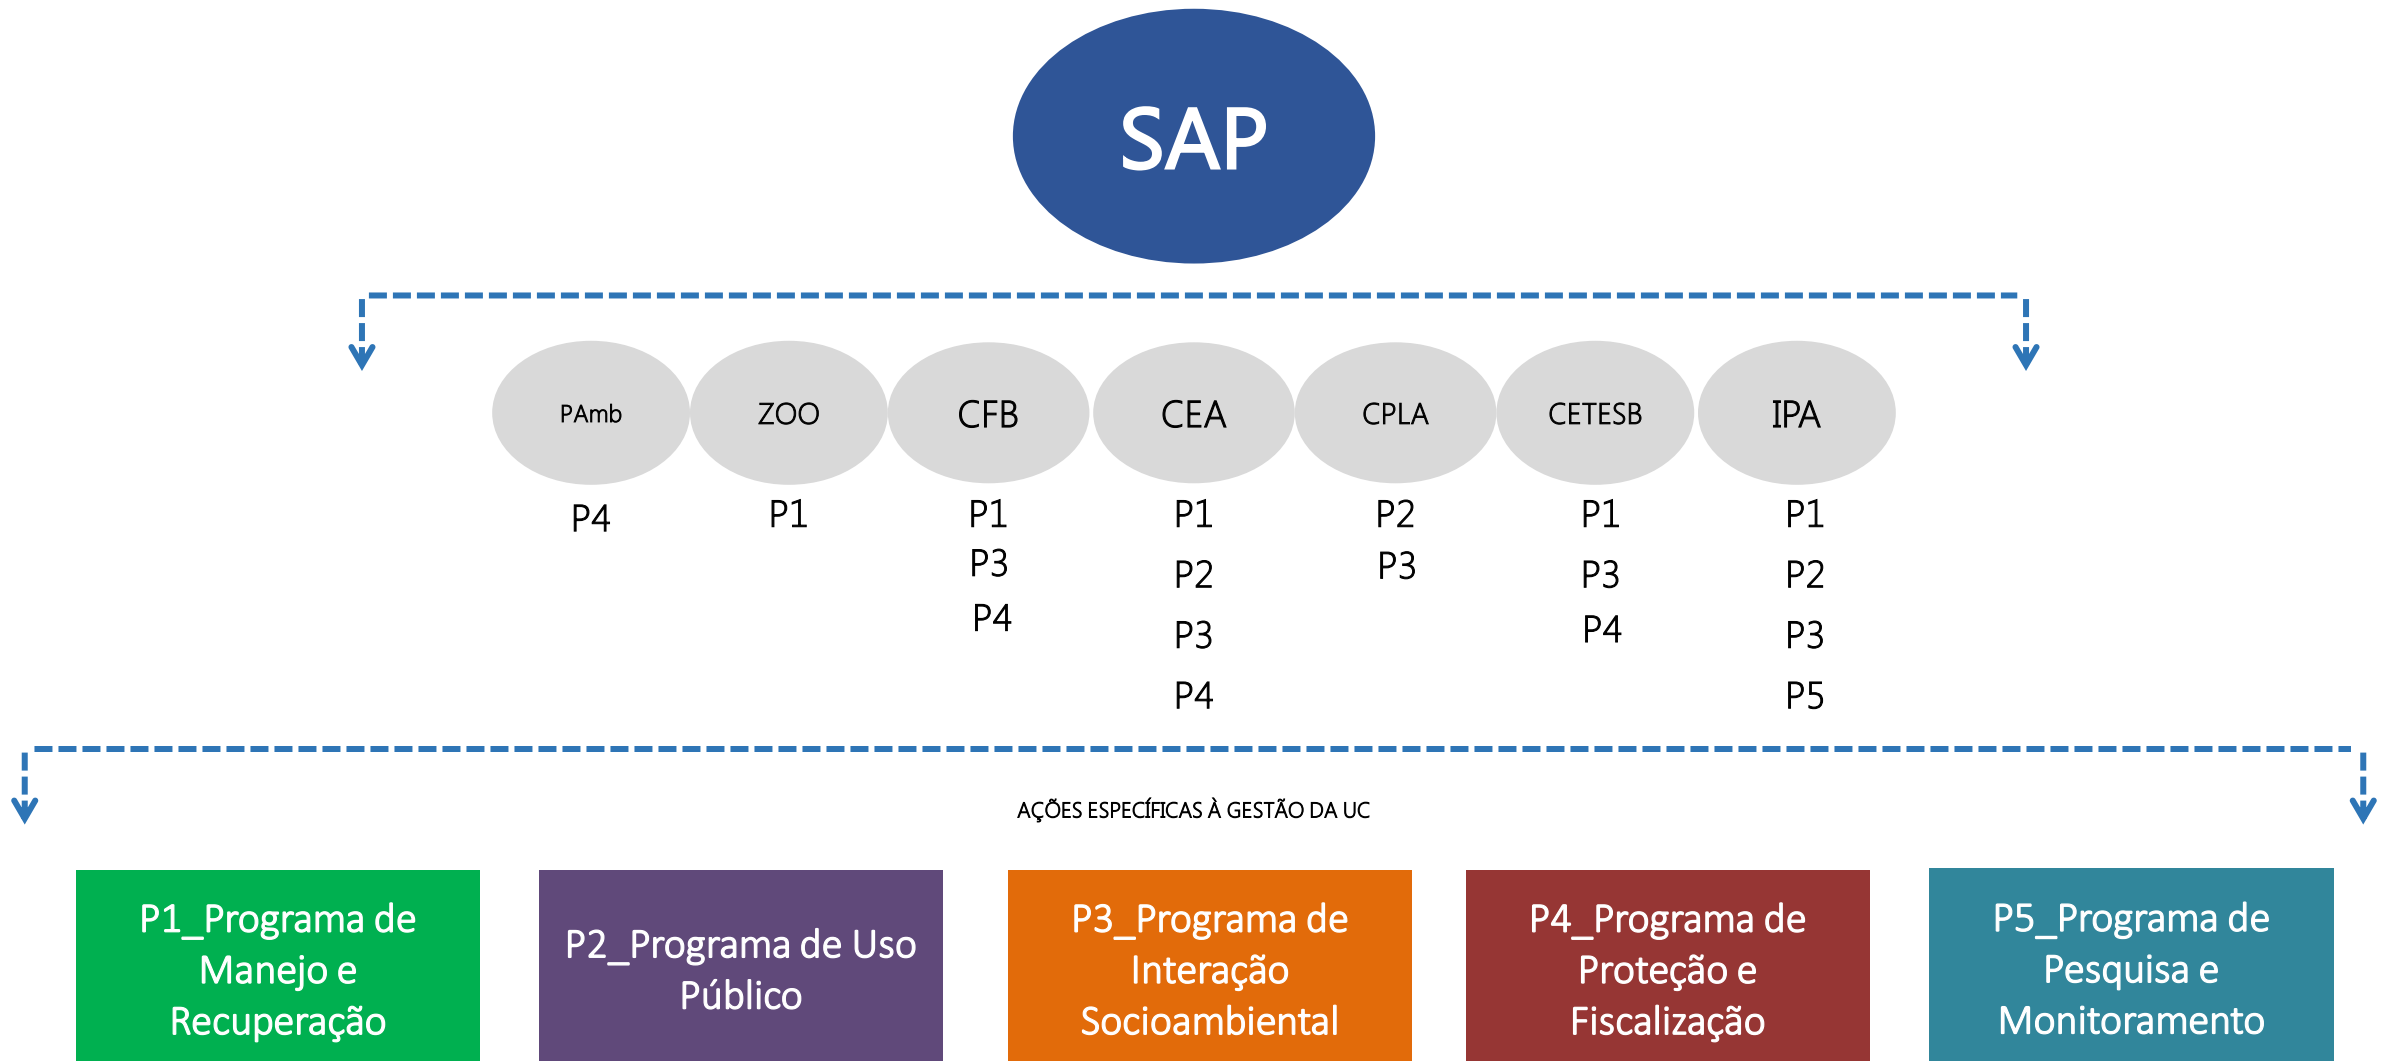 SAP
PAmb ZOO CFB CEA CPLA CETESB IPA
P4 P1 P1 P1 P2 P1 P1
P3 P2 P3 P3 P2
P4 P3 P4 P3
P4 P5
AÇÕES ESPECÍFICAS À GESTÃO DA UC
P1_Programa de
Manejo e
Recuperação
P2_Programa de Uso
Público
P3_Programa de
Interação
Socioambiental
P4_Programa de
Proteção e
Fiscalização
P5_Programa de
Pesquisa e
Monitoramento